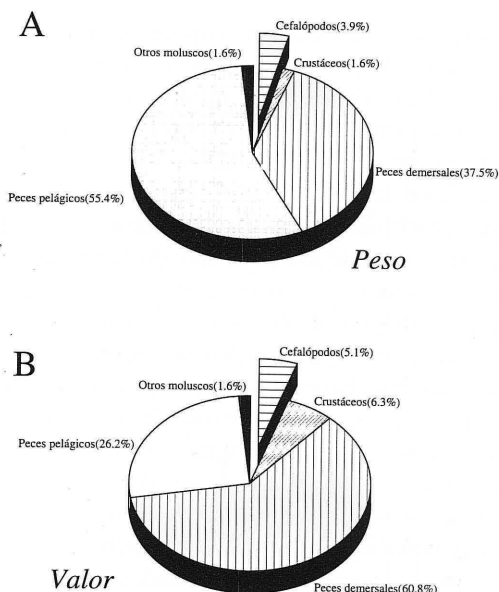 A
Cefalópodos(3.9%)
Otros moluscos(1.6%)
Crustáceos(1.6%)
Peces demersales(37.5%)
Peces pelágicos(55.4%)
Peso
B
Cefalópodos(5.1%)
Otros moluscos(1.6%)
Crustáceos(6.3%)
Peces pelágicos(26.2%)
Valor
Peces demersales(60.8%)